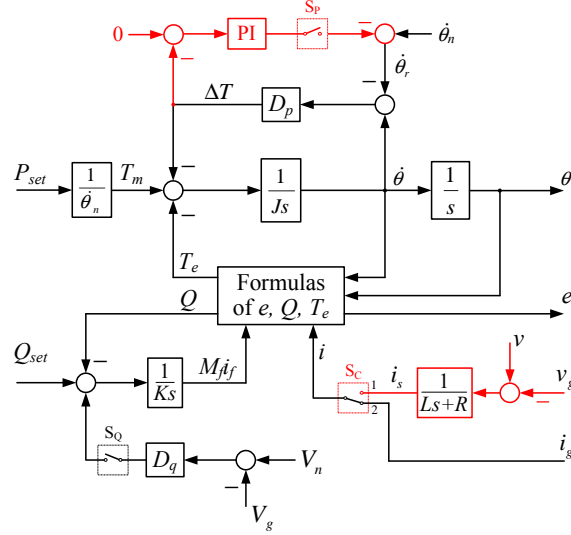 S_P
0
PI
θ̇_n
θ̇_r
ΔT
D_p
P_set
1/θ̇_n
T_m
1/Js
θ̇
1/s
θ
T_e
Formulas
of e, Q, T_e
Q
e
i
v
Q_set
1/Ks
M_f i_f
S_C
1
2
i_s
1/(Ls+R)
v_g
S_Q
D_q
V_n
i_g
V_g